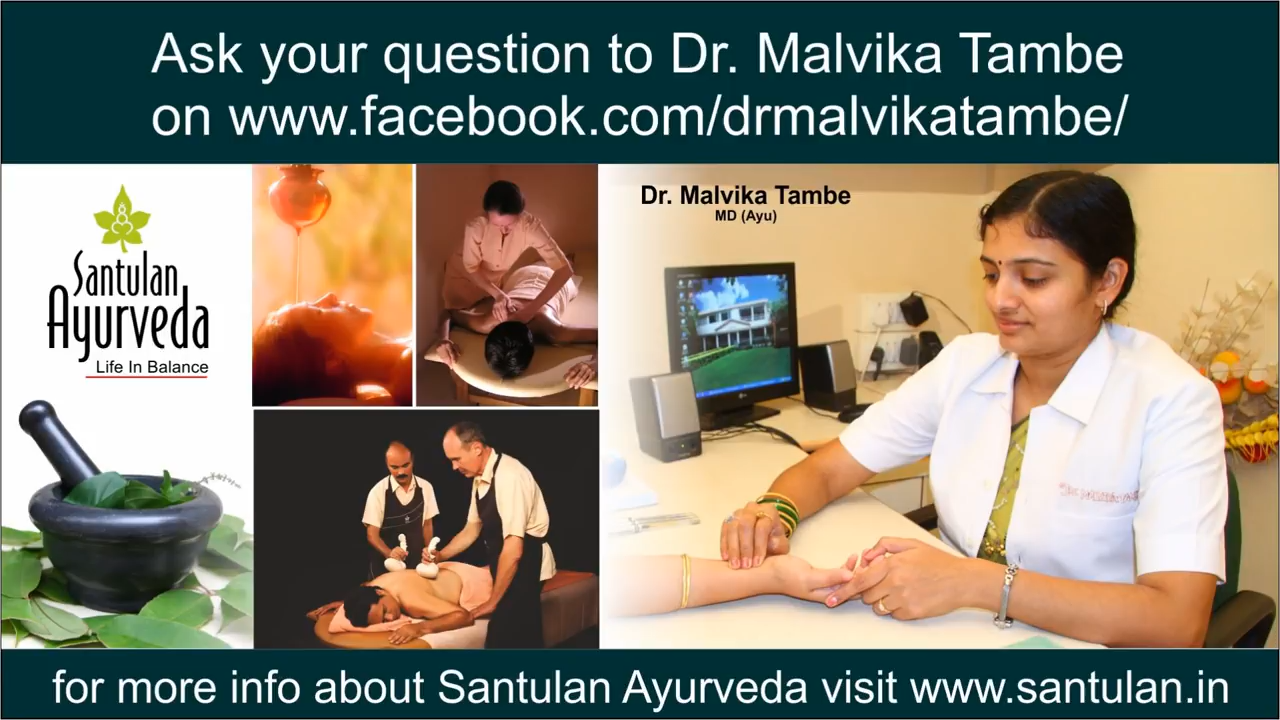 Ask your question to Dr. Malvika Tambe
on www.facebook.com/drmalvikatambe/
Santulan
Ayurveda
Life In Balance
Dr. Malvika Tambe
MD (Ayu)
for more info about Santulan Ayurveda visit www.santulan.in